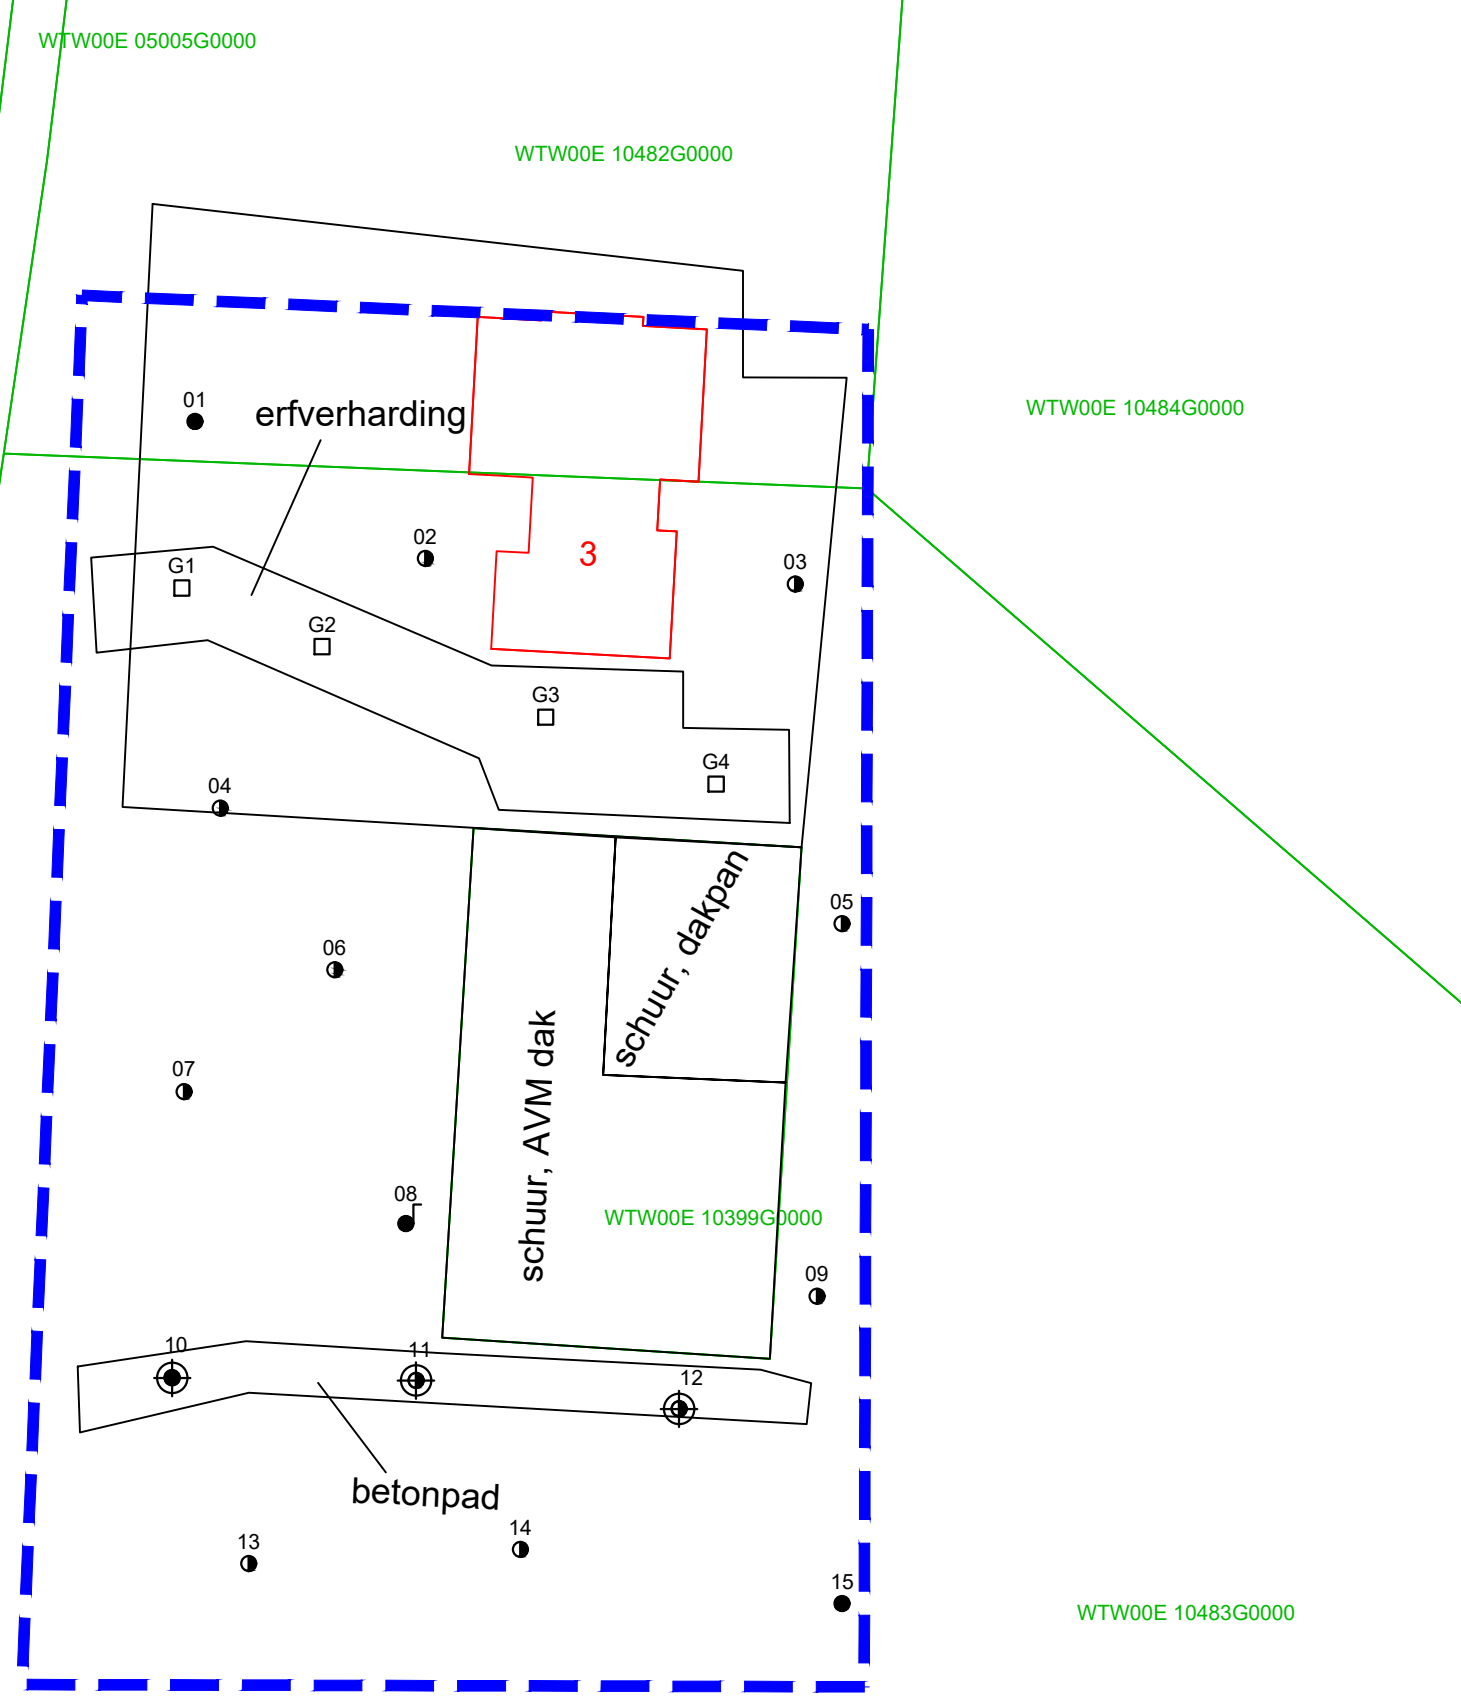 WTW00E 05005G0000
WTW00E 10482G0000
01
erfverharding
WTW00E 10484G0000
02
3
03
G1
G2
G3
G4
04
schuur, dakpan
05
06
schuur, AVM dak
07
08
WTW00E 10399G0000
09
10
11
12
betonpad
13
14
15
WTW00E 10483G0000